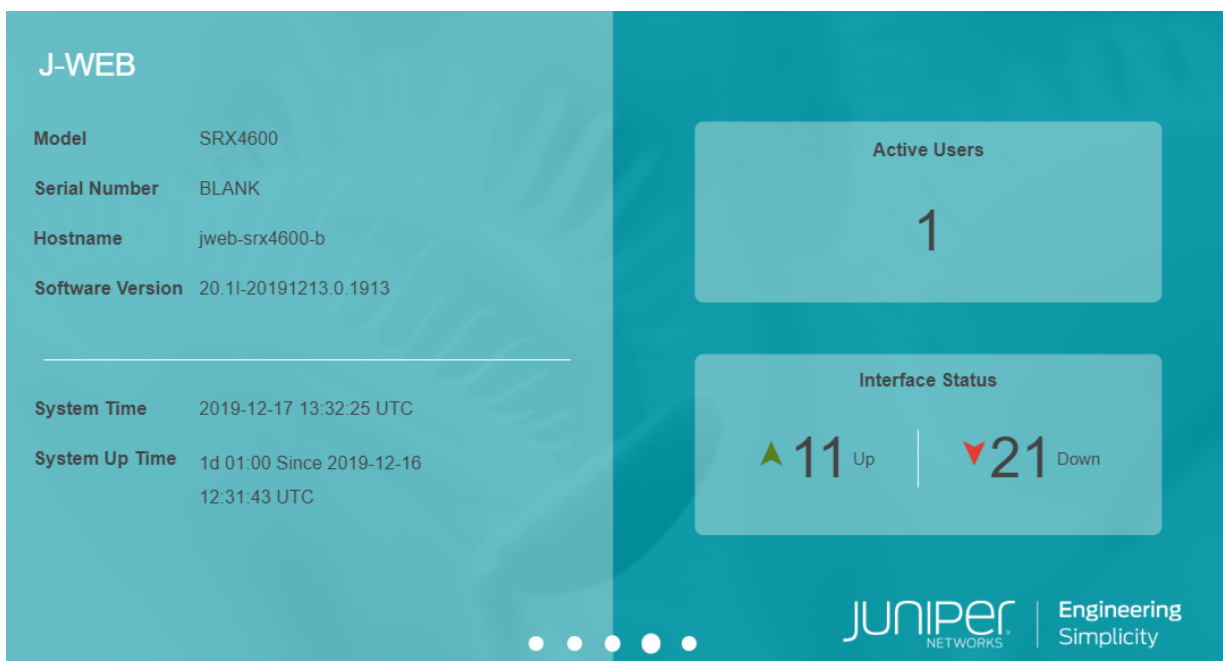 J-WEB
Model SRX4600
Serial Number BLANK
Hostname jweb-srx4600-b
Software Version 20.1I-20191213.0.1913
System Time 2019-12-17 13:32:25 UTC
System Up Time 1d 01:00 Since 2019-12-16
12:31:43 UTC
Active Users
1
Interface Status
11 Up 21 Down
JUNIPER NETWORKS
Engineering
Simplicity